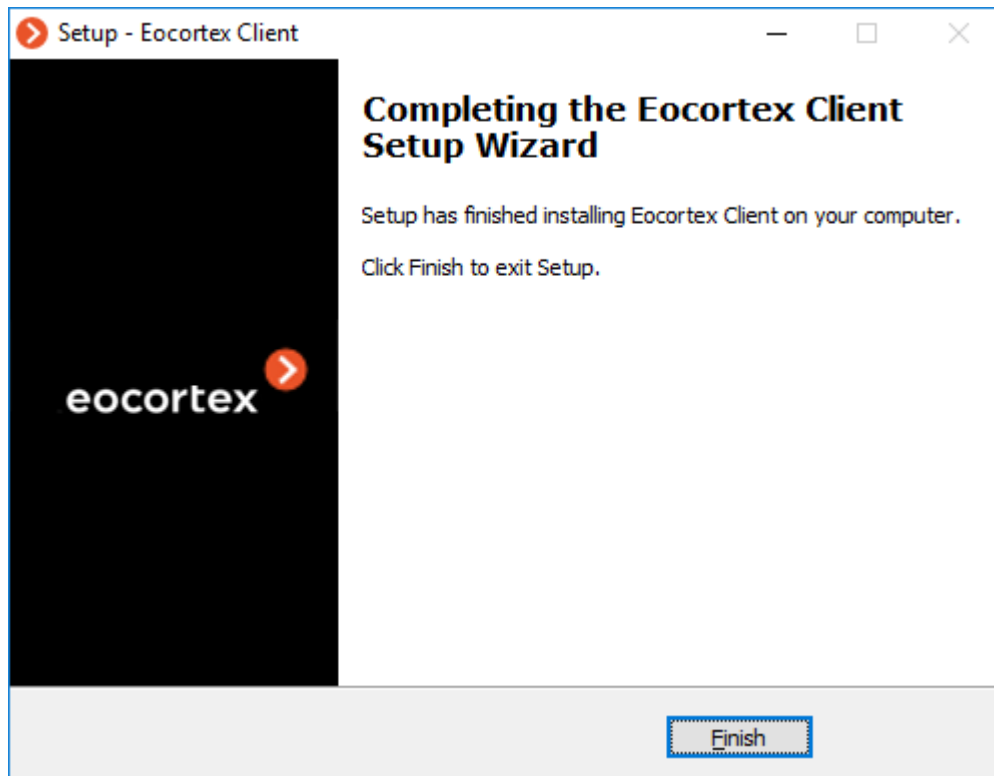 Setup - Eocortex Client
Completing the Eocortex Client
Setup Wizard
Setup has finished installing Eocortex Client on your computer.
Click Finish to exit Setup.
eocortex
Finish